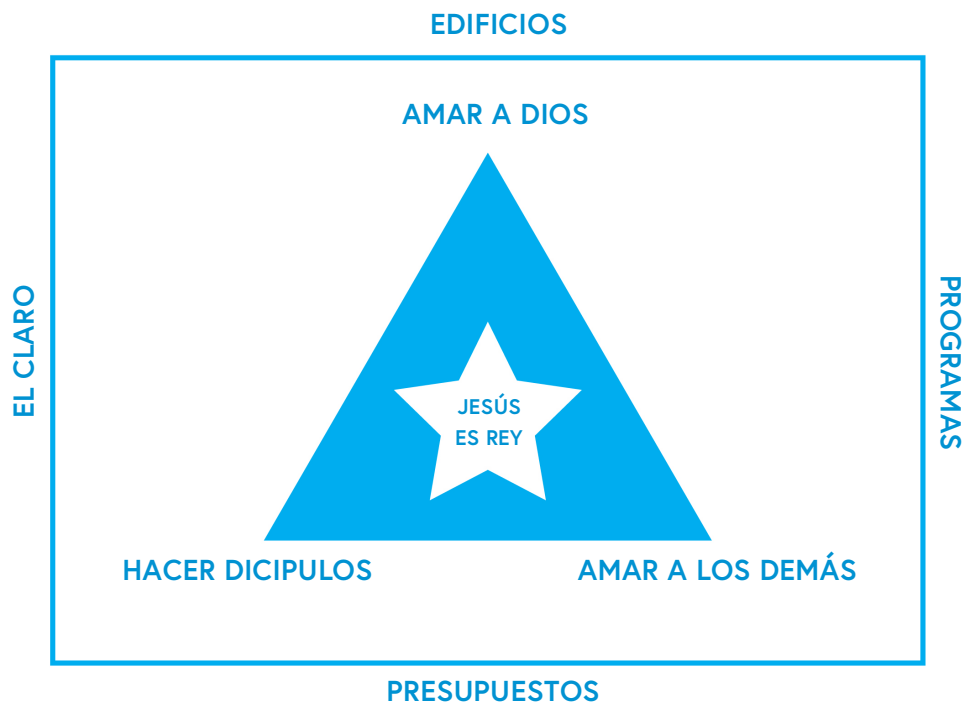 EDIFICIOS
AMAR A DIOS
EL CLARO
PROGRAMAS
JESÚS
ES REY
HACER DICIPULOS
AMAR A LOS DEMÁS
PRESUPUESTOS